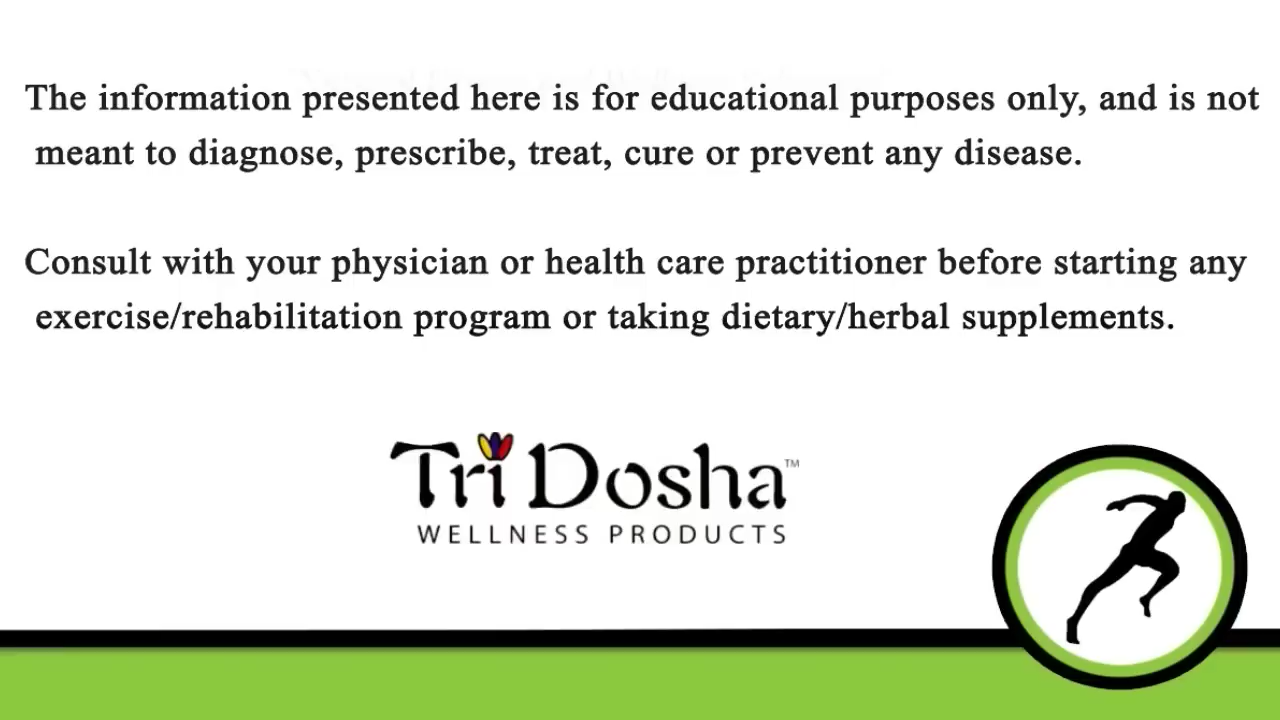 The information presented here is for educational purposes only, and is not
meant to diagnose, prescribe, treat, cure or prevent any disease.
Consult with your physician or health care practitioner before starting any
exercise/rehabilitation program or taking dietary/herbal supplements.
Tri Dosha™
WELLNESS PRODUCTS